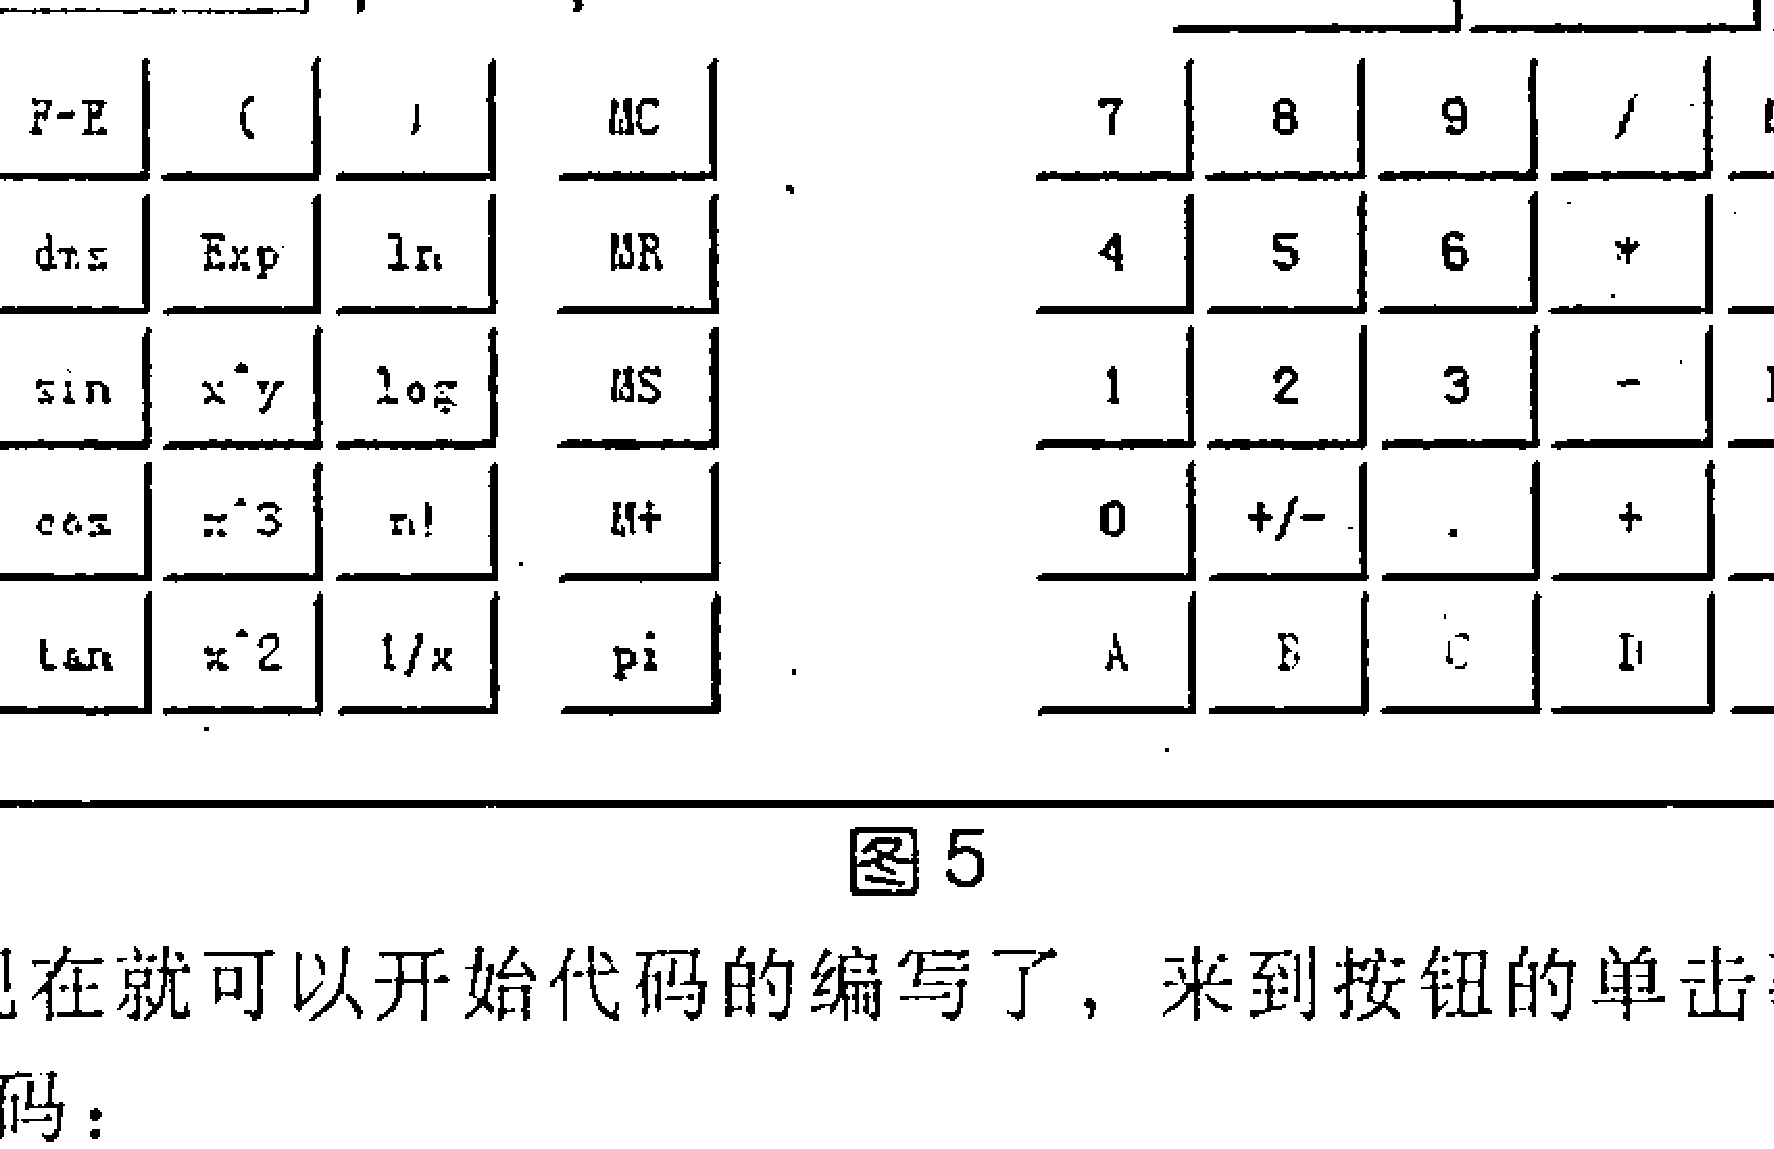 F-E ( ) MC 7 8 9 /
dms Exp ln MR 4 5 6 *
sin x^y log MS 1 2 3 -
cos x^3 n! M+ 0 +/- . +
tan x^2 1/x pi A B C D
图5
在就可以开始代码的编写了，来到按钮的单击
码：